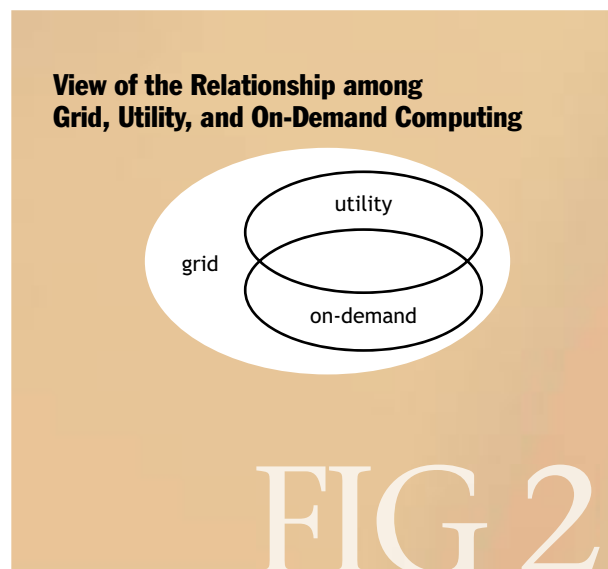 View of the Relationship among
Grid, Utility, and On-Demand Computing
utility
grid
on-demand
FIG 2